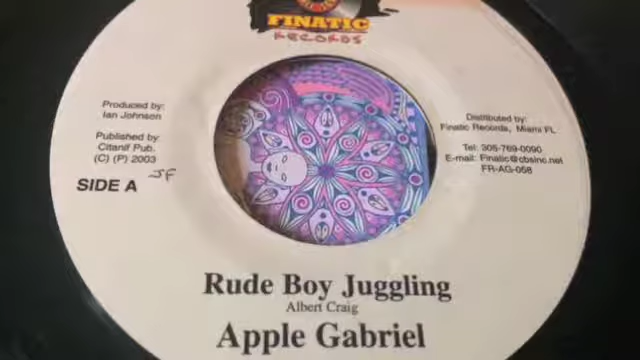 FINATIC
RECORDS
Produced by:
Ian Johnson
Published by:
Citanif Pub.
(C) (P) 2003
SIDE A
JF
Distributed by:
Finatic Records, Miami FL
Tel: 305-769-0090
E-mail: Finatic@cbsinc.net
FR-AG-058
Rude Boy Juggling
Albert Craig
Apple Gabriel